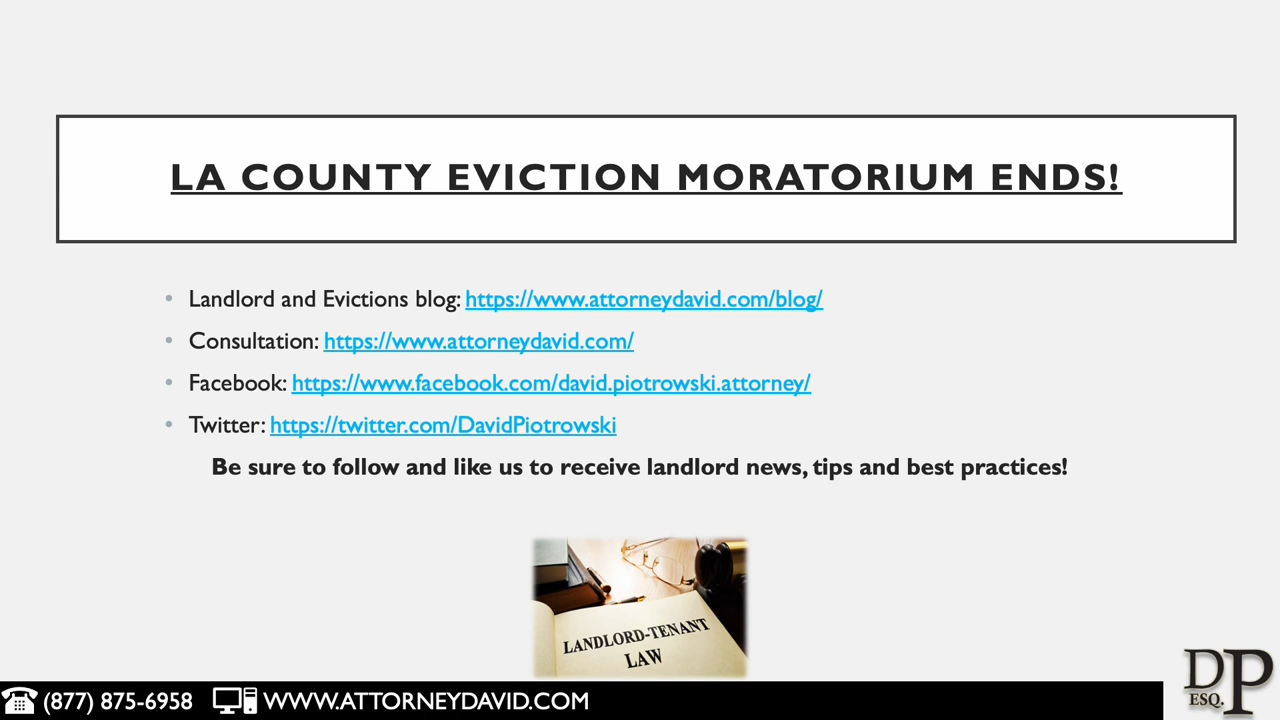 LA COUNTY EVICTION MORATORIUM ENDS!
• Landlord and Evictions blog: https://www.attorneydavid.com/blog/
• Consultation: https://www.attorneydavid.com/
• Facebook: https://www.facebook.com/david.piotrowski.attorney/
• Twitter: https://twitter.com/DavidPiotrowski
Be sure to follow and like us to receive landlord news, tips and best practices!
LANDLORD-TENANT
LAW
(877) 875-6958 WWW.ATTORNEYDAVID.COM
DP
ESQ.